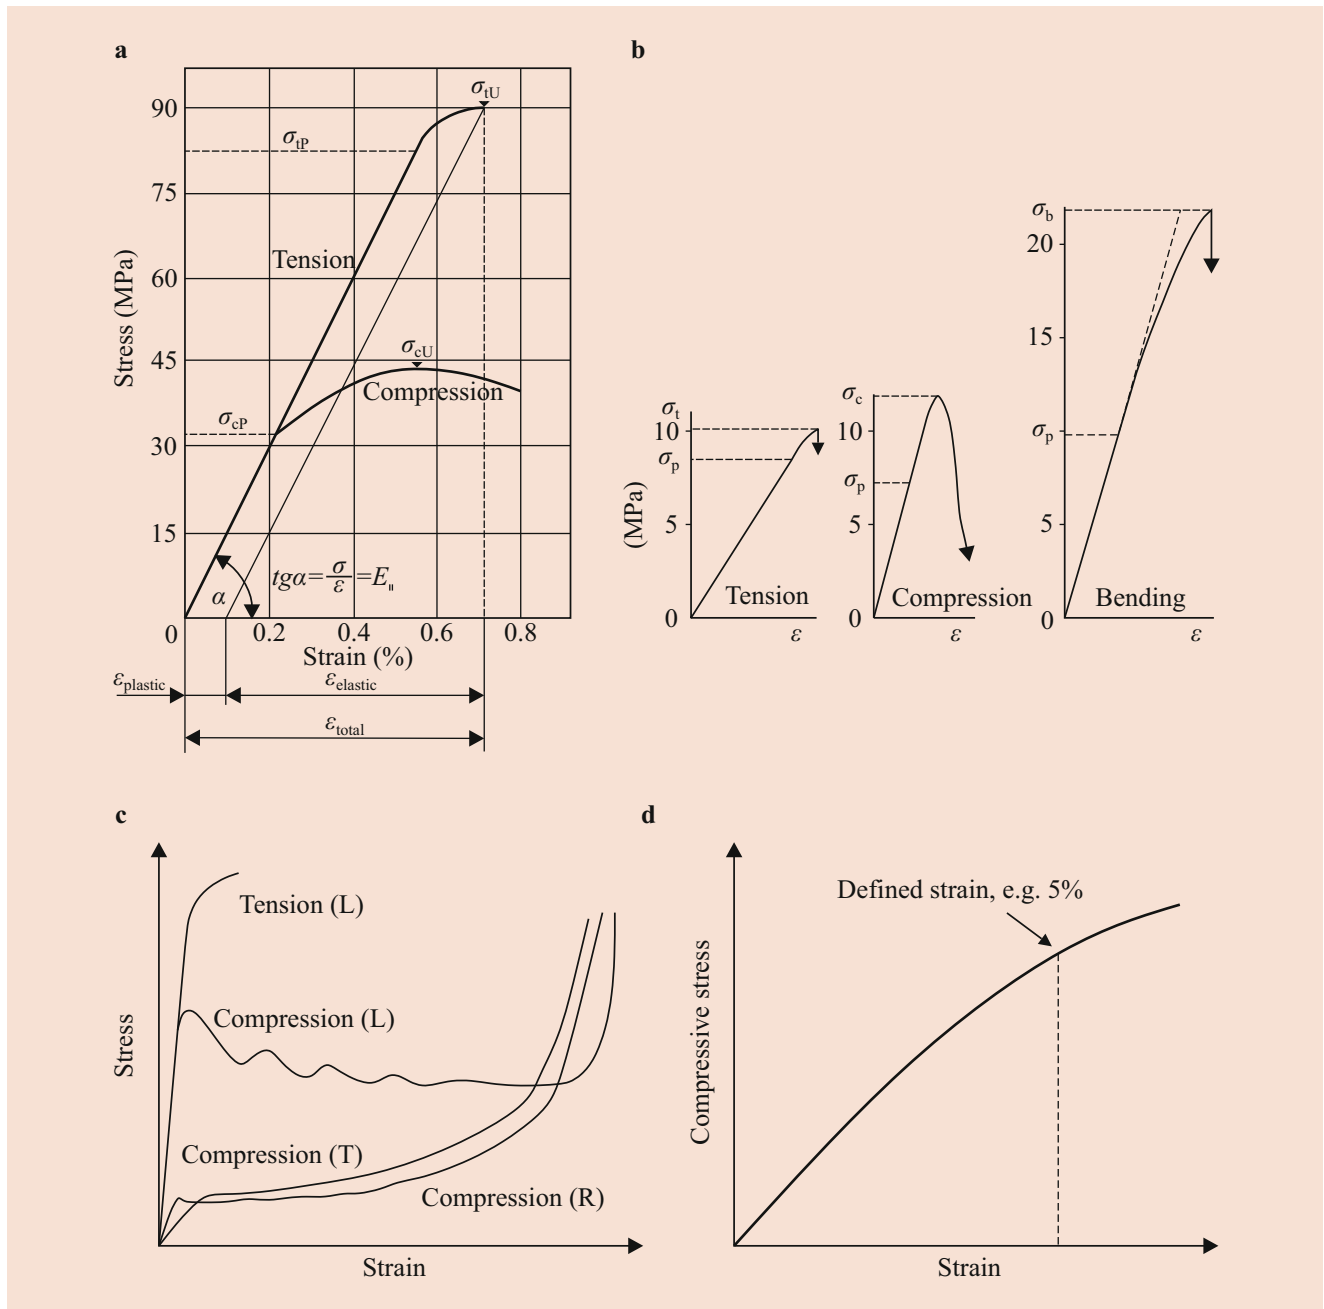 a
σtU
90
σtP
75
Tension
60
Stress (MPa)
45
σcU
Compression
σcP
30
15
tgα=σ/ε=E॥
α
0
0.2
0.4
0.6
0.8
Strain (%)
εplastic
εelastic
εtotal
b
σt
10
σp
(MPa)
5
0
Tension
ε
σc
10
σp
5
0
Compression
ε
σb
20
15
σp
5
0
Bending
ε
c
Tension (L)
Compression (L)
Stress
Compression (T)
Compression (R)
Strain
d
Defined strain, e.g. 5%
Compressive stress
Strain